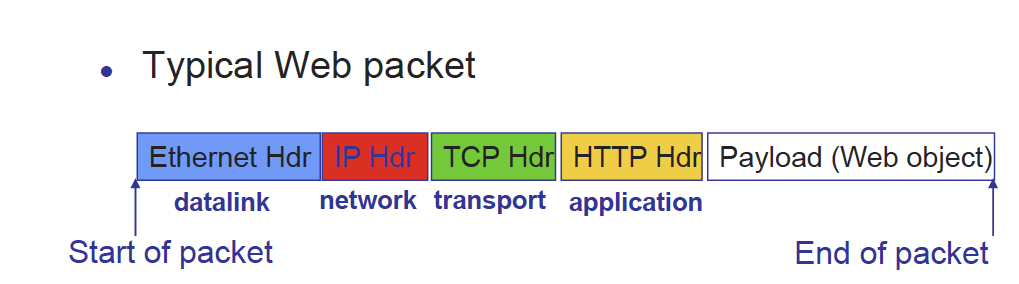 • Typical Web packet
Ethernet Hdr IP Hdr TCP Hdr HTTP Hdr Payload (Web object)
datalink network transport application
Start of packet End of packet